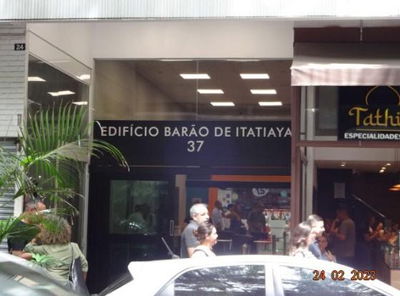 24
EDIFÍCIO BARÃO DE ITATIAYA
37
Tathi
ESPECIALIDADES
24 02 2023